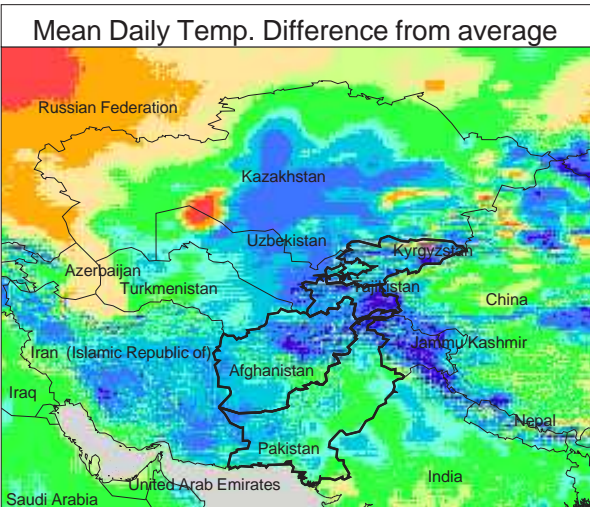 Mean Daily Temp. Difference from average
Russian Federation
Kazakhstan
Uzbekistan
Kyrgyzstan
Azerbaijan
Turkmenistan
Tajikistan
China
Iran (Islamic Republic of)
Jammu/Kashmir
Afghanistan
Iraq
Nepal
Pakistan
India
United Arab Emirates
Saudi Arabia